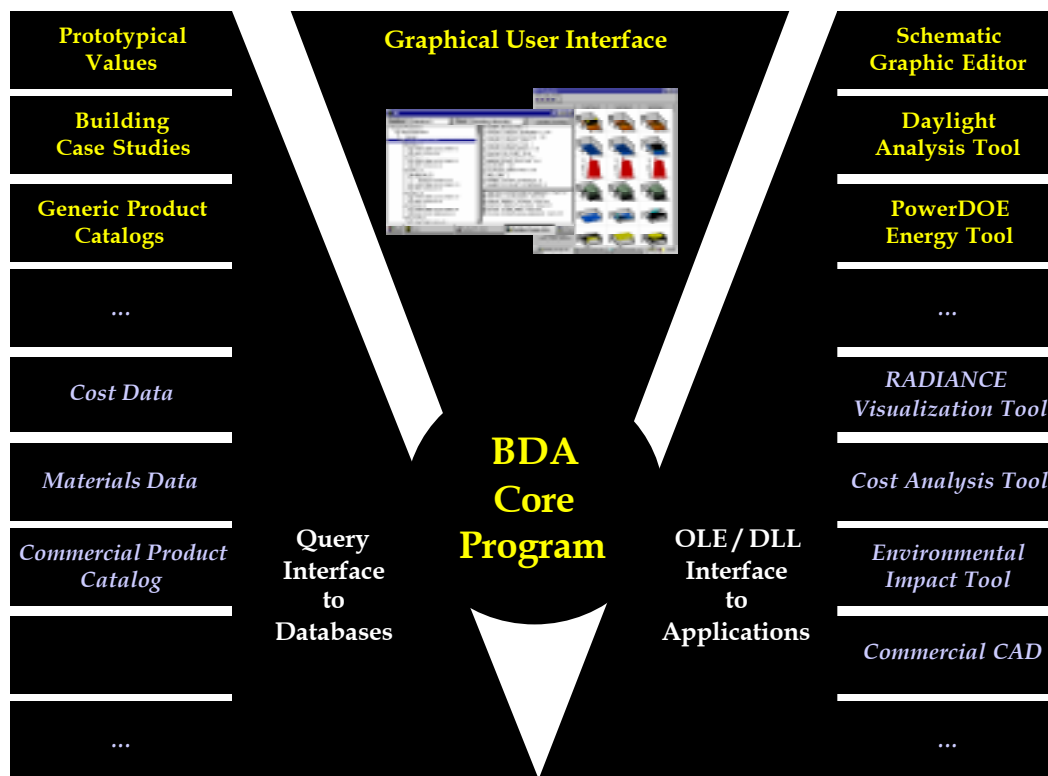 Prototypical
Values
Building
Case Studies
Generic Product
Catalogs
...
Cost Data
Materials Data
Commercial Product
Catalog
...
Graphical User Interface
BDA
Core
Program
Query
Interface
to
Databases
OLE / DLL
Interface
to
Applications
Schematic
Graphic Editor
Daylight
Analysis Tool
PowerDOE
Energy Tool
...
RADIANCE
Visualization Tool
Cost Analysis Tool
Environmental
Impact Tool
Commercial CAD
...